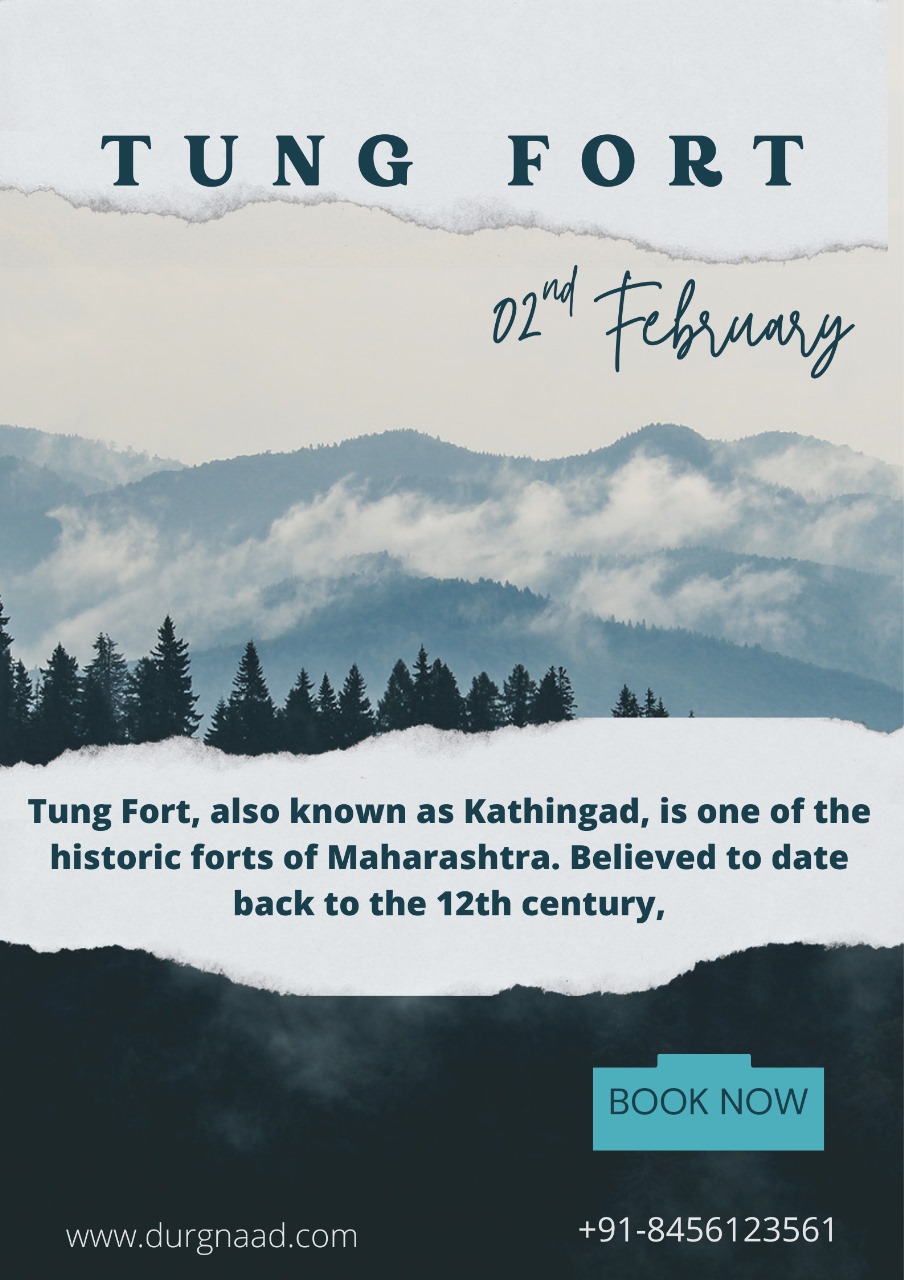 TUNG FORT
02nd February
Tung Fort, also known as Kathingad, is one of the
historic forts of Maharashtra. Believed to date
back to the 12th century,
BOOK NOW
www.durgnaad.com
+91-8456123561